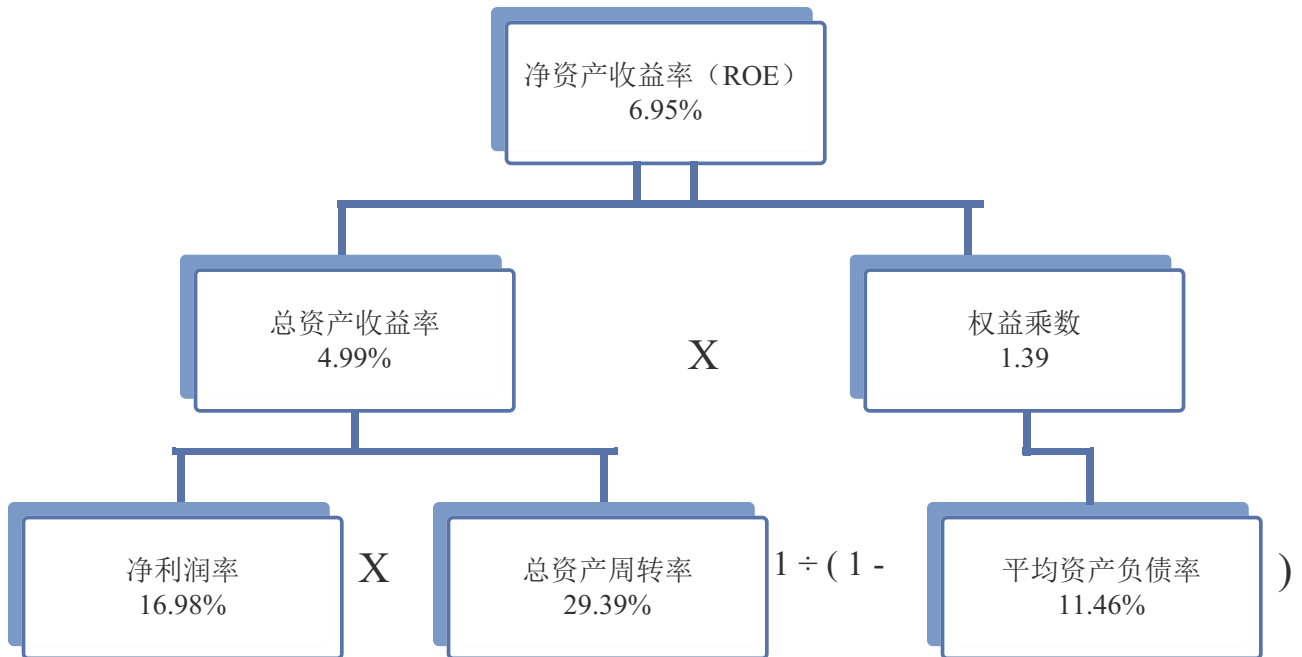 净资产收益率（ROE）
6.95%
总资产收益率
4.99%
X
权益乘数
1.39
净利润率
16.98%
X
总资产周转率
29.39%
1 ÷ ( 1 -
平均资产负债率
11.46%
)